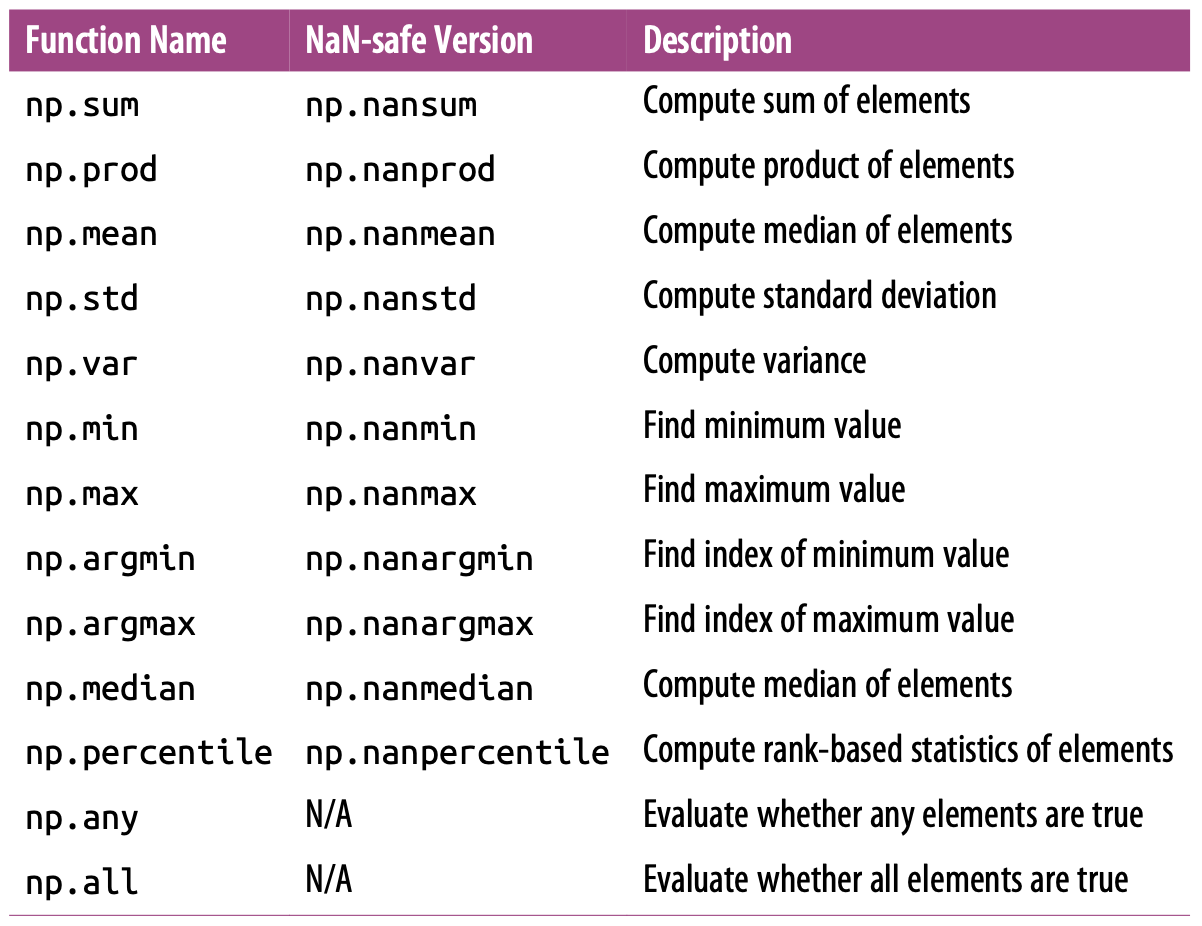 Function Name NaN-safe Version Description
np.sum np.nansum Compute sum of elements
np.prod np.nanprod Compute product of elements
np.mean np.nanmean Compute median of elements
np.std np.nanstd Compute standard deviation
np.var np.nanvar Compute variance
np.min np.nanmin Find minimum value
np.max np.nanmax Find maximum value
np.argmin np.nanargmin Find index of minimum value
np.argmax np.nanargmax Find index of maximum value
np.median np.nanmedian Compute median of elements
np.percentile np.nanpercentile Compute rank-based statistics of elements
np.any N/A Evaluate whether any elements are true
np.all N/A Evaluate whether all elements are true